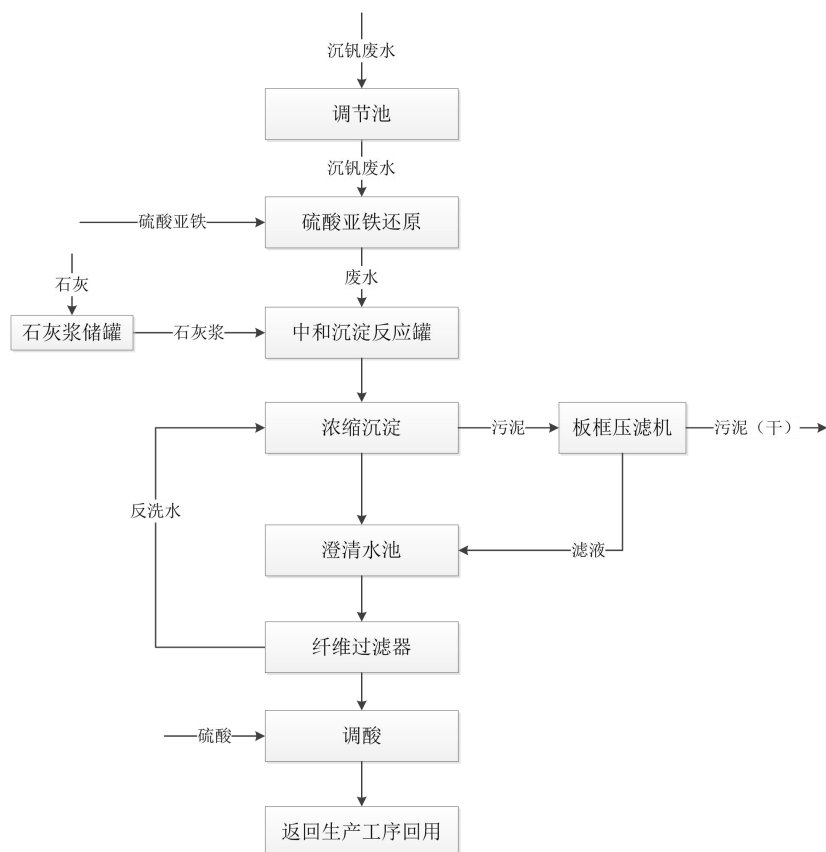 沉钒废水
调节池
沉钒废水
硫酸亚铁
硫酸亚铁还原
废水
石灰
石灰浆储罐
石灰浆
中和沉淀反应罐
浓缩沉淀
污泥
板框压滤机
污泥（干）
反洗水
澄清水池
滤液
纤维过滤器
硫酸
调酸
返回生产工序回用